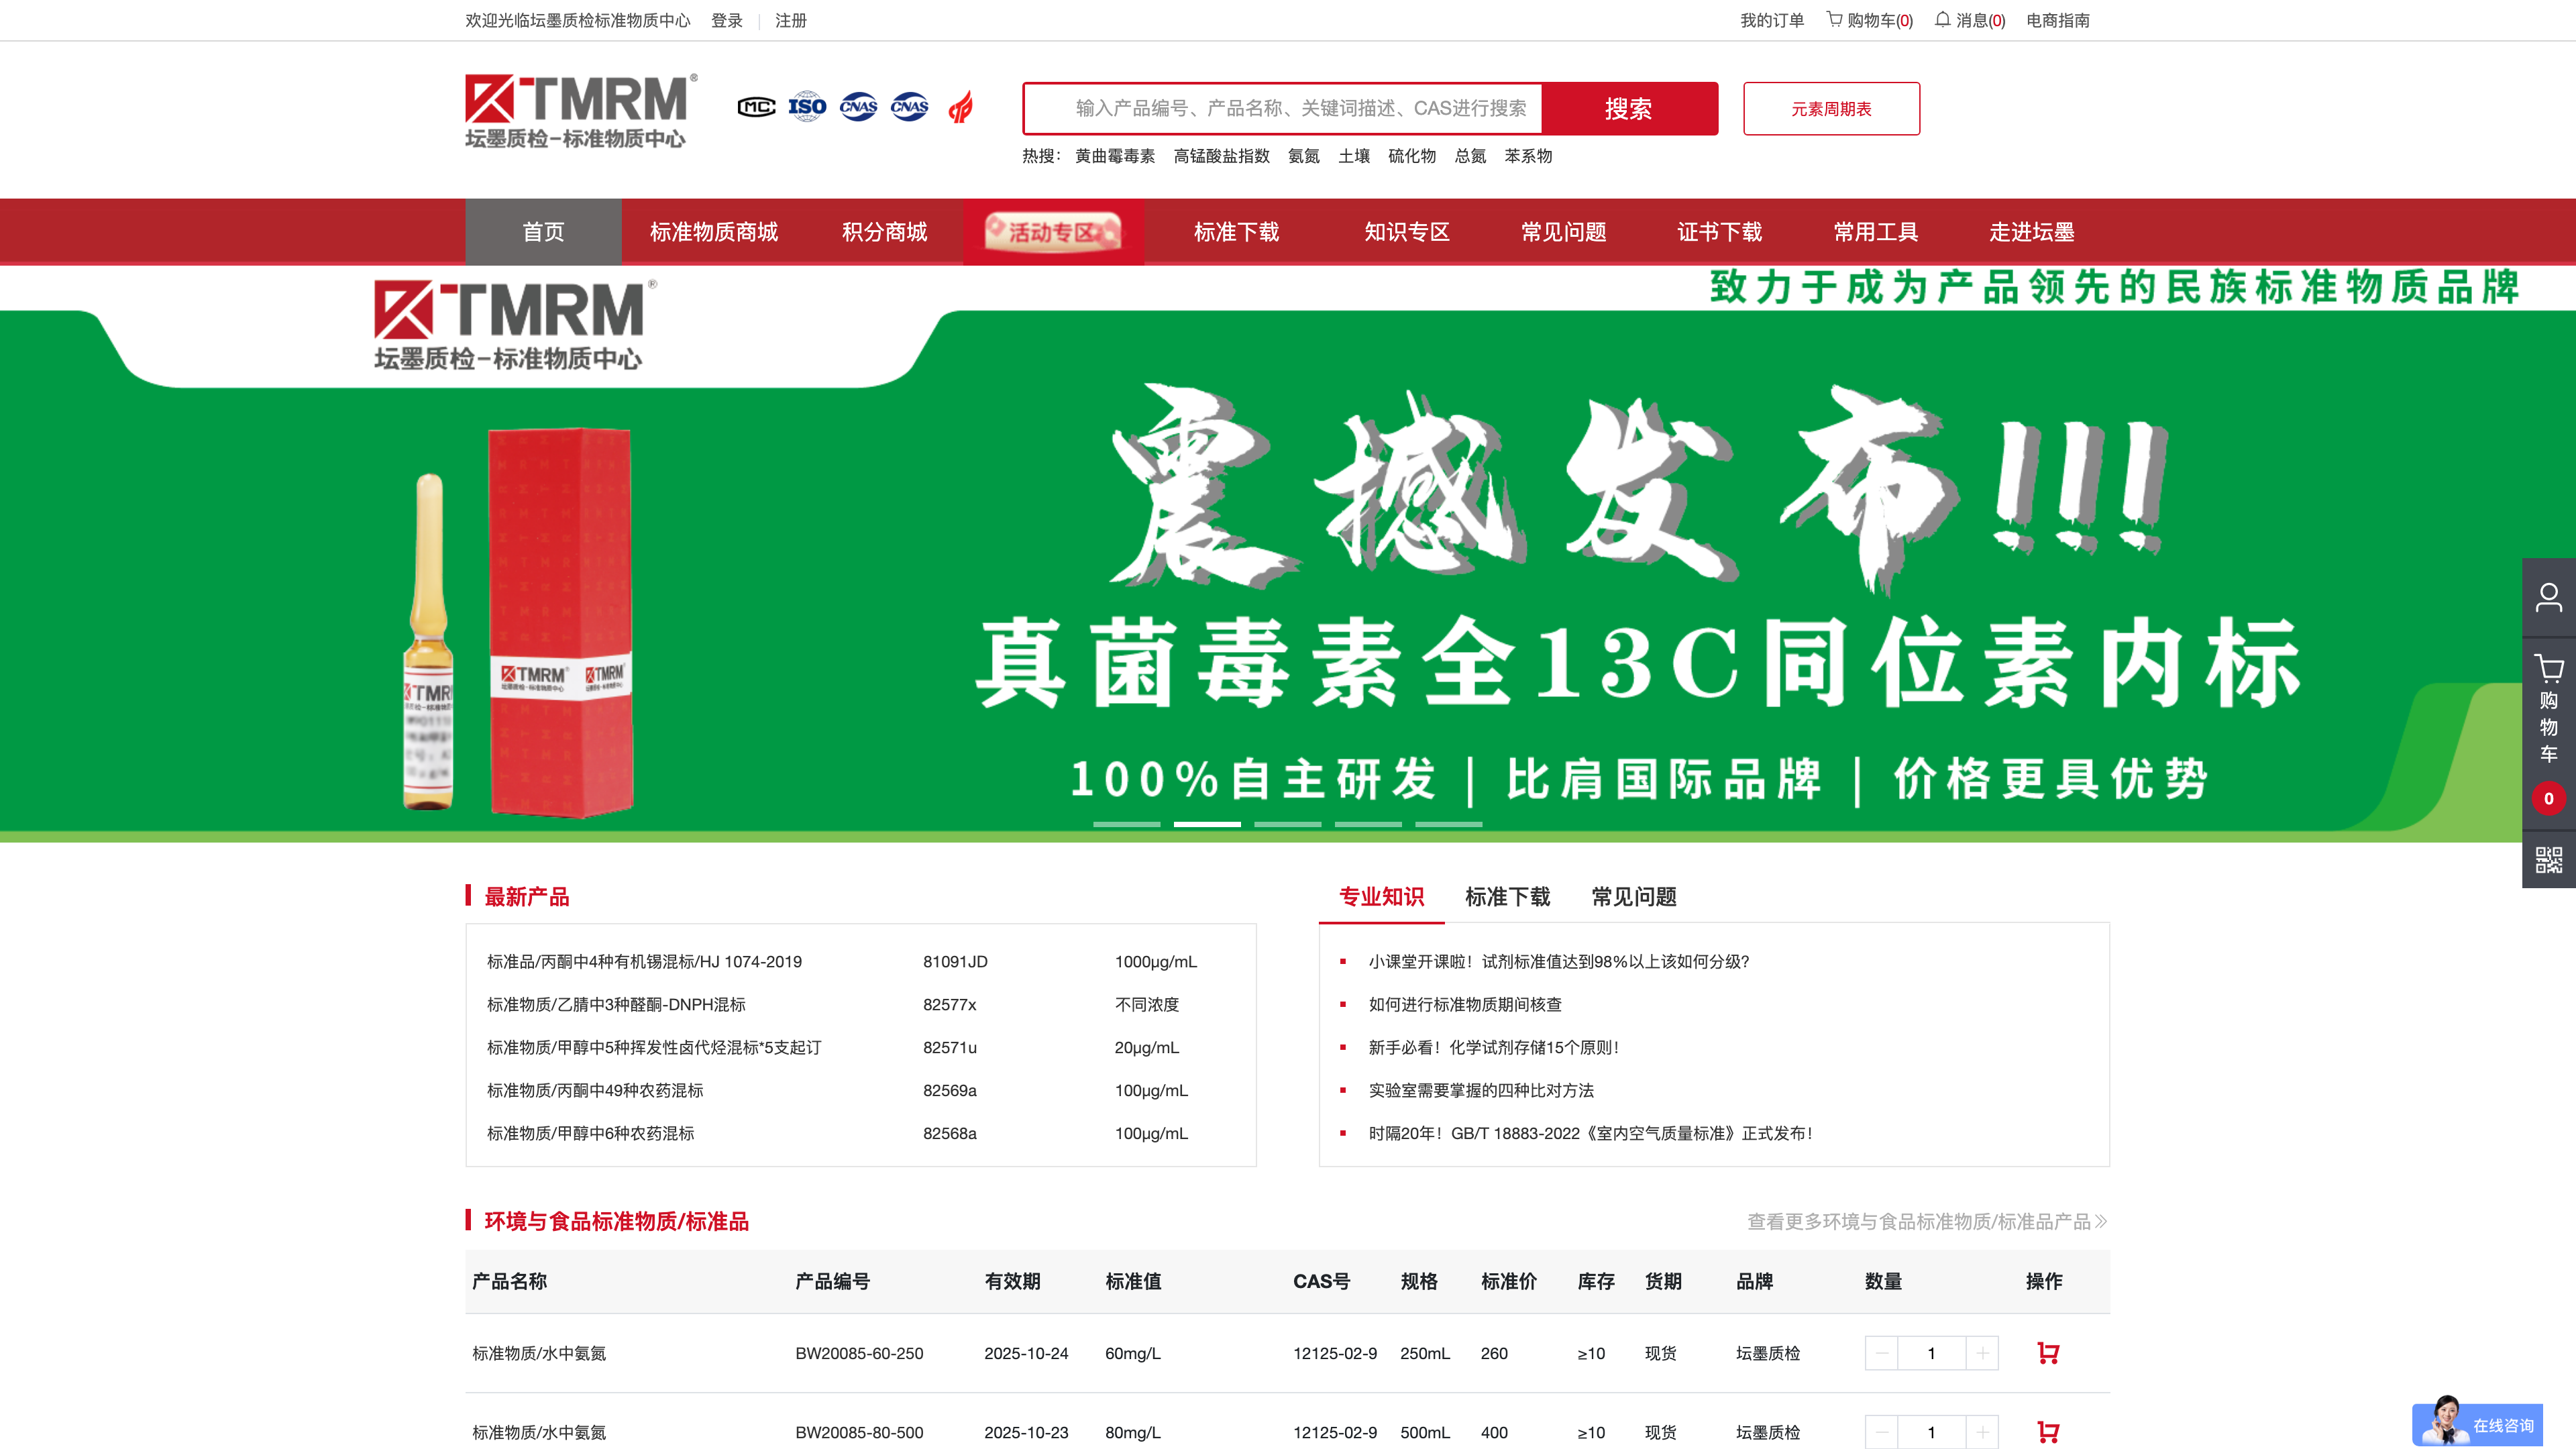 欢迎光临坛墨质检标准物质中心 登录 注册 我的订单 购物车(0) 消息(0) 电商指南
TMRM®
坛墨质检-标准物质中心
MC ISO CNAS CNAS
输入产品编号、产品名称、关键词描述、CAS进行搜索 搜索 元素周期表
热搜： 黄曲霉毒素 高锰酸盐指数 氨氮 土壤 硫化物 总氮 苯系物
首页 标准物质商城 积分商城 活动专区 标准下载 知识专区 常见问题 证书下载 常用工具 走进坛墨
致力于成为产品领先的民族标准物质品牌
TMRM®
坛墨质检-标准物质中心
震撼发布!!!
真菌毒素全13C同位素内标
100%自主研发 | 比肩国际品牌 | 价格更具优势
TMRM TMRM
TMR
购物车
0
最新产品
标准品/丙酮中4种有机锡混标/HJ 1074-2019 81091JD 1000μg/mL
标准物质/乙腈中3种醛酮-DNPH混标 82577x 不同浓度
标准物质/甲醇中5种挥发性卤代烃混标*5支起订 82571u 20μg/mL
标准物质/丙酮中49种农药混标 82569a 100μg/mL
标准物质/甲醇中6种农药混标 82568a 100μg/mL
专业知识 标准下载 常见问题
小课堂开课啦！试剂标准值达到98%以上该如何分级?
如何进行标准物质期间核查
新手必看！化学试剂存储15个原则！
实验室需要掌握的四种比对方法
时隔20年！GB/T 18883-2022《室内空气质量标准》正式发布！
环境与食品标准物质/标准品 查看更多环境与食品标准物质/标准品产品
产品名称 产品编号 有效期 标准值 CAS号 规格 标准价 库存 货期 品牌 数量 操作
标准物质/水中氨氮 BW20085-60-250 2025-10-24 60mg/L 12125-02-9 250mL 260 ≥10 现货 坛墨质检 1
标准物质/水中氨氮 BW20085-80-500 2025-10-23 80mg/L 12125-02-9 500mL 400 ≥10 现货 坛墨质检 1
在线咨询